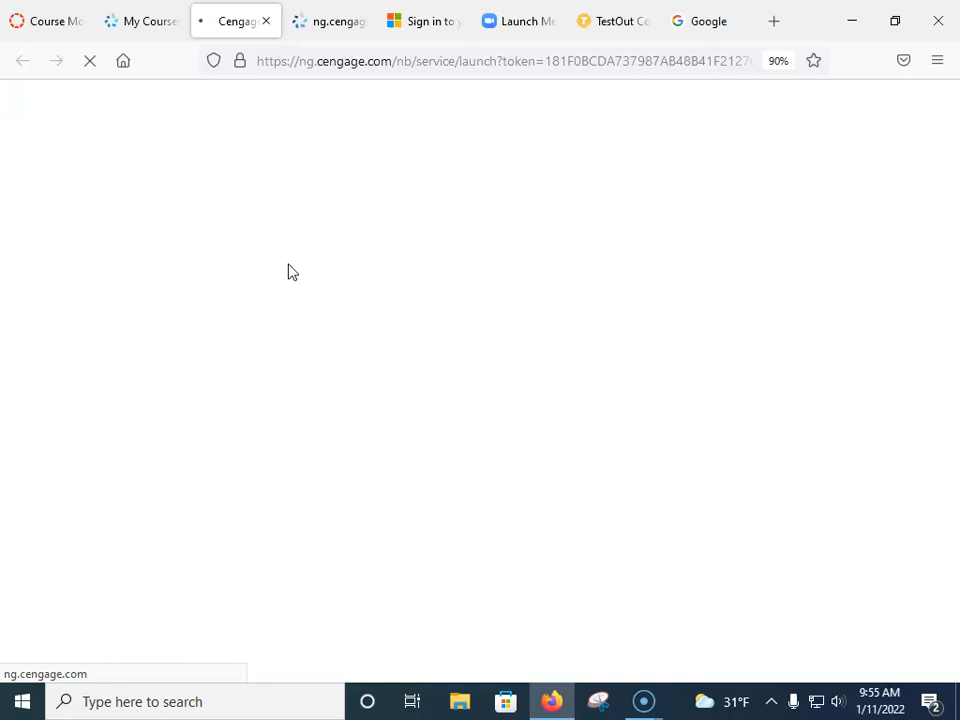 Course Mo
My Course
Cengag
ng.cengag
Sign in to y
Launch Me
TestOut Co
Google
https://ng.cengage.com/nb/service/launch?token=181F0BCDA737987AB48B41F2127
90%
ng.cengage.com
Type here to search
31°F
9:55 AM
1/11/2022
2